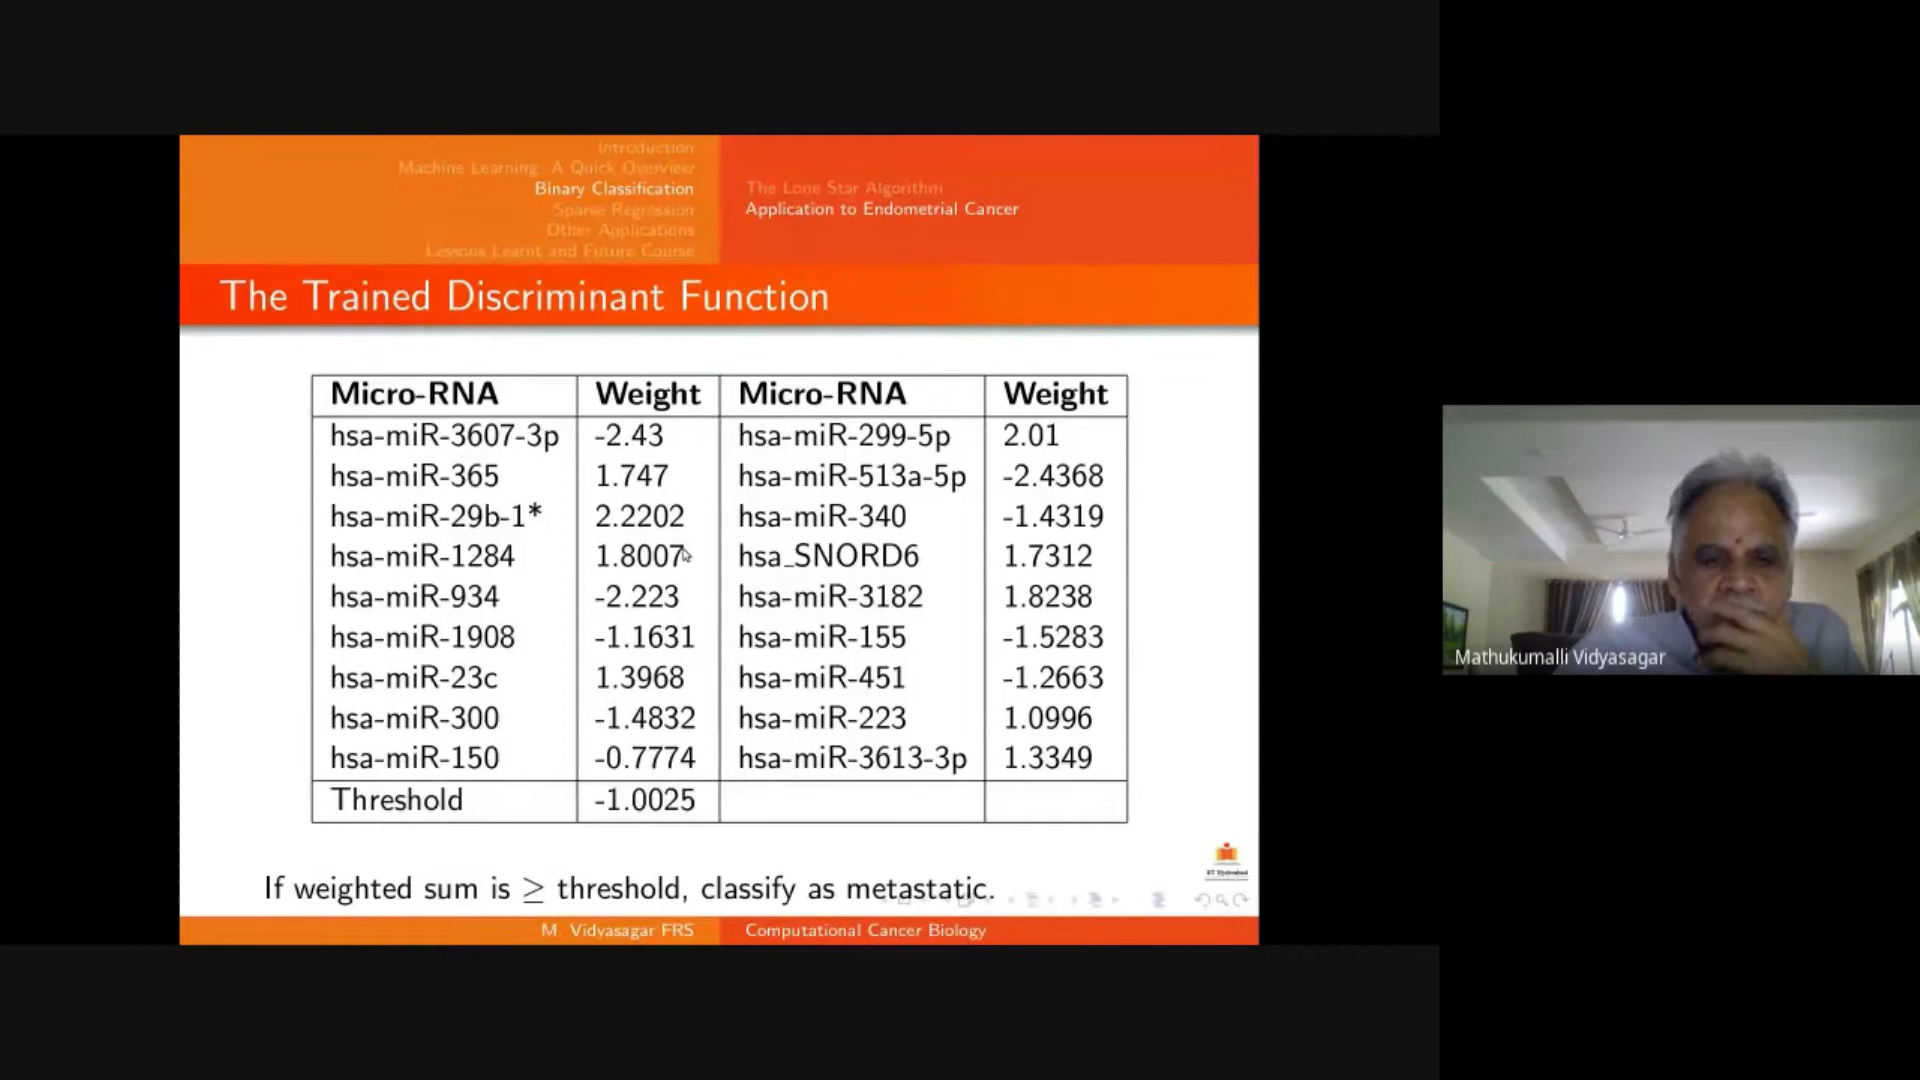 Introduction
Machine Learning: A Quick Overview
Binary Classification
Sparse Regression
Other Applications
Lessons Learnt and Future Course
The Lone Star Algorithm
Application to Endometrial Cancer
The Trained Discriminant Function
Micro-RNA Weight Micro-RNA Weight
hsa-miR-3607-3p -2.43 hsa-miR-299-5p 2.01
hsa-miR-365 1.747 hsa-miR-513a-5p -2.4368
hsa-miR-29b-1* 2.2202 hsa-miR-340 -1.4319
hsa-miR-1284 1.8007 hsa_SNORD6 1.7312
hsa-miR-934 -2.223 hsa-miR-3182 1.8238
hsa-miR-1908 -1.1631 hsa-miR-155 -1.5283
hsa-miR-23c 1.3968 hsa-miR-451 -1.2663
hsa-miR-300 -1.4832 hsa-miR-223 1.0996
hsa-miR-150 -0.7774 hsa-miR-3613-3p 1.3349
Threshold -1.0025
If weighted sum is ≥ threshold, classify as metastatic.
M. Vidyasagar FRS Computational Cancer Biology
Mathukumalli Vidyasagar